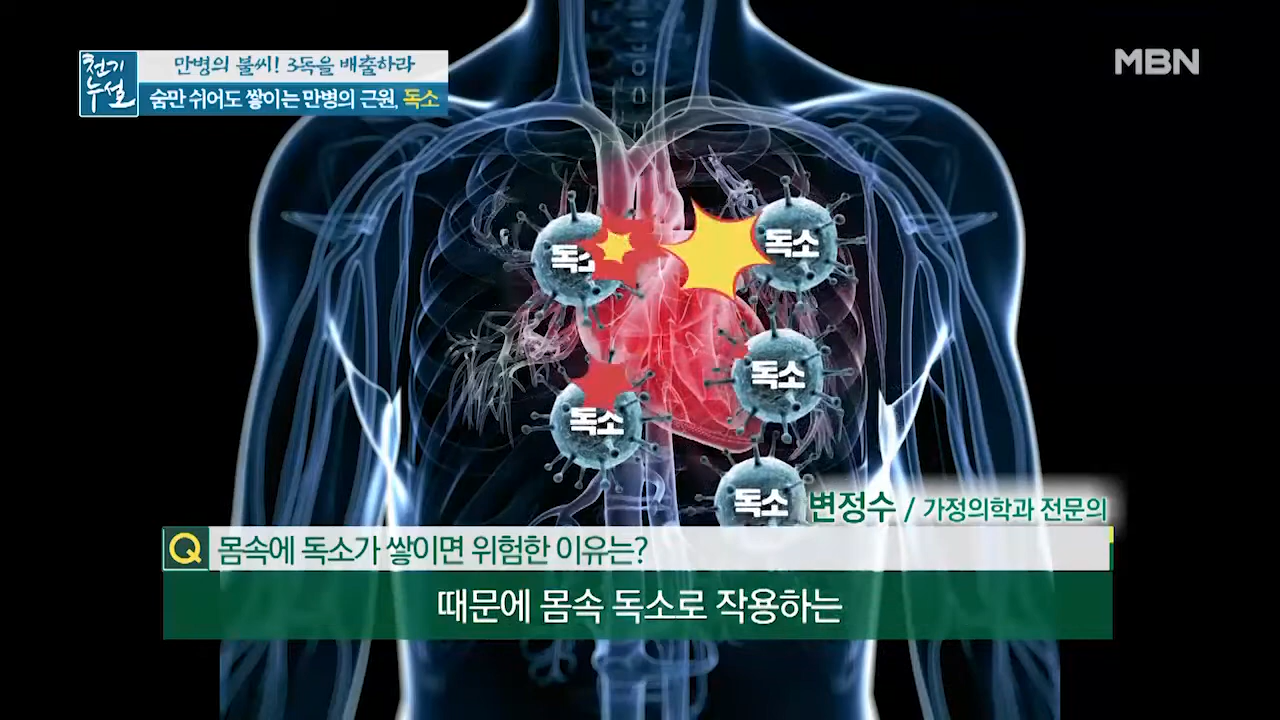 천기누설
만병의 불씨! 3독을 배출하라
숨만 쉬어도 쌓이는 만병의 근원, 독소
MBN
독소
독소
독소
독소
독소
변정수 / 가정의학과 전문의
Q 몸속에 독소가 쌓이면 위험한 이유는?
때문에 몸속 독소로 작용하는